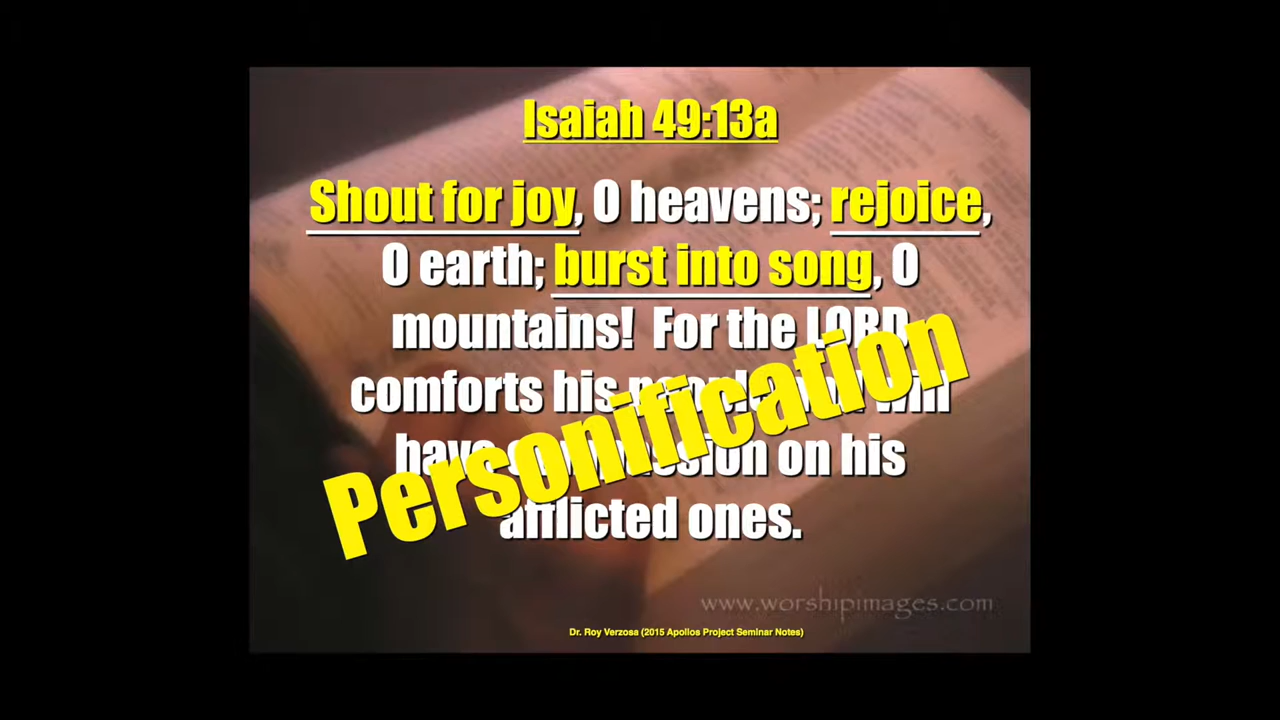 Isaiah 49:13a
Shout for joy, O heavens; rejoice,
O earth; burst into song, O
mountains! For the LORD
comforts his people and will
have compassion on his
afflicted ones.
Personification
www.worshipimages.com
Dr. Roy Verzosa (2015 Apollos Project Seminar Notes)